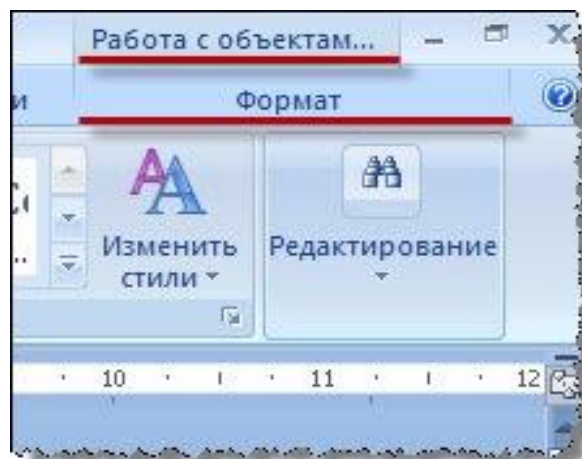 Работа с объектам...
и Формат
Изменить
стили
Редактирование
10 11 12